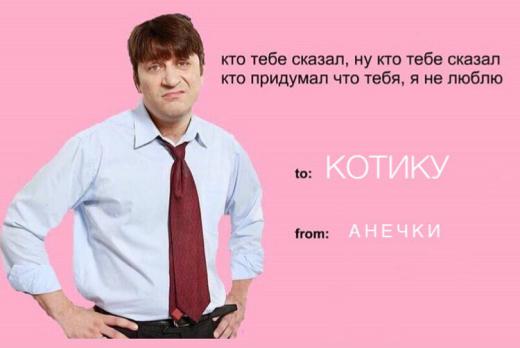 кто тебе сказал, ну кто тебе сказал
кто придумал что тебя, я не люблю
to: КОТИКУ
from: АНЕЧКИ